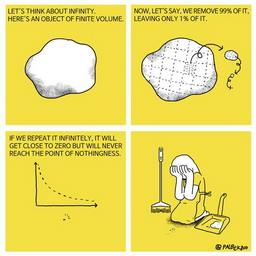 LET'S THINK ABOUT INFINITY.
HERE'S AN OBJECT OF FINITE VOLUME.
NOW, LET'S SAY, WE REMOVE 99% OF IT,
LEAVING ONLY 1% OF IT.
IF WE REPEAT IT INFINITELY, IT WILL
GET CLOSE TO ZERO BUT WILL NEVER
REACH THE POINT OF NOTHINGNESS.